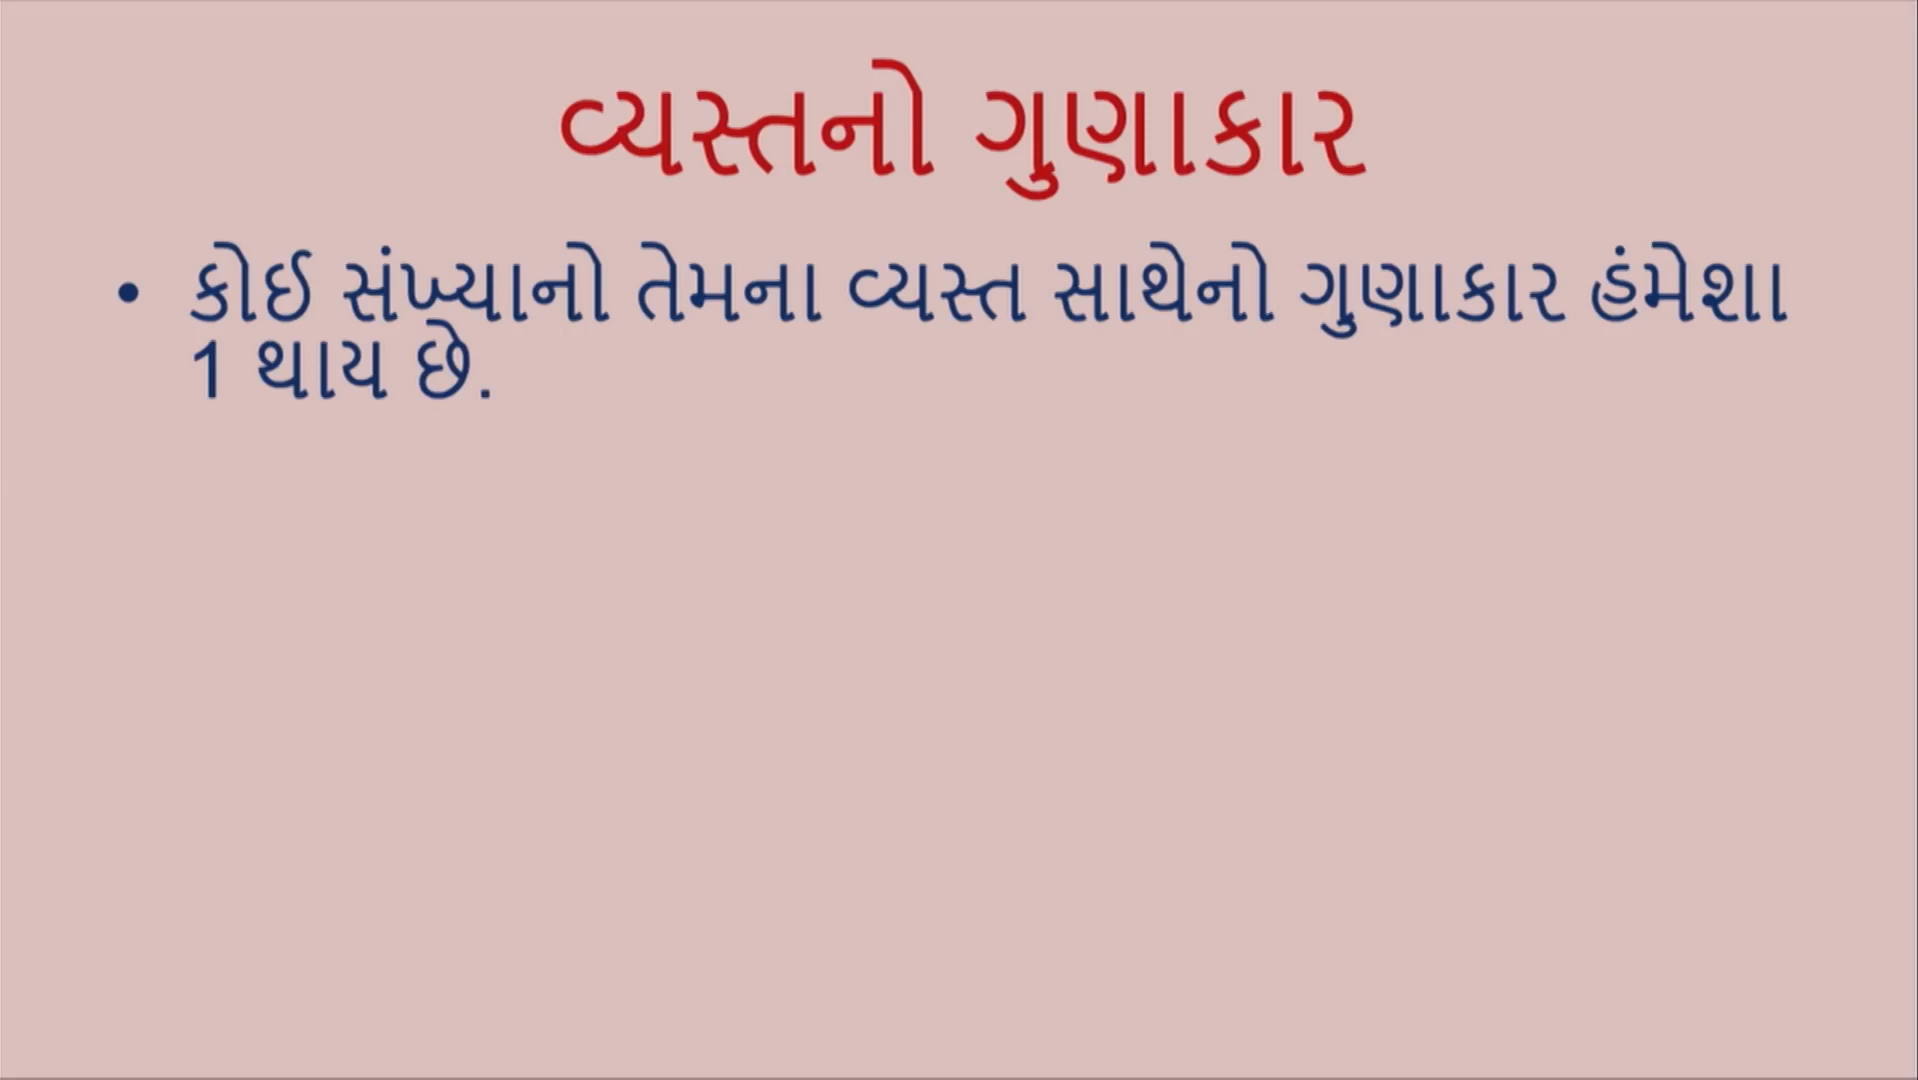 વ્યસ્તનો ગુણાકાર
• કોઈ સંખ્યાનો તેમના વ્યસ્ત સાથેનો ગુણાકાર હંમેશા
1 થાય છે.